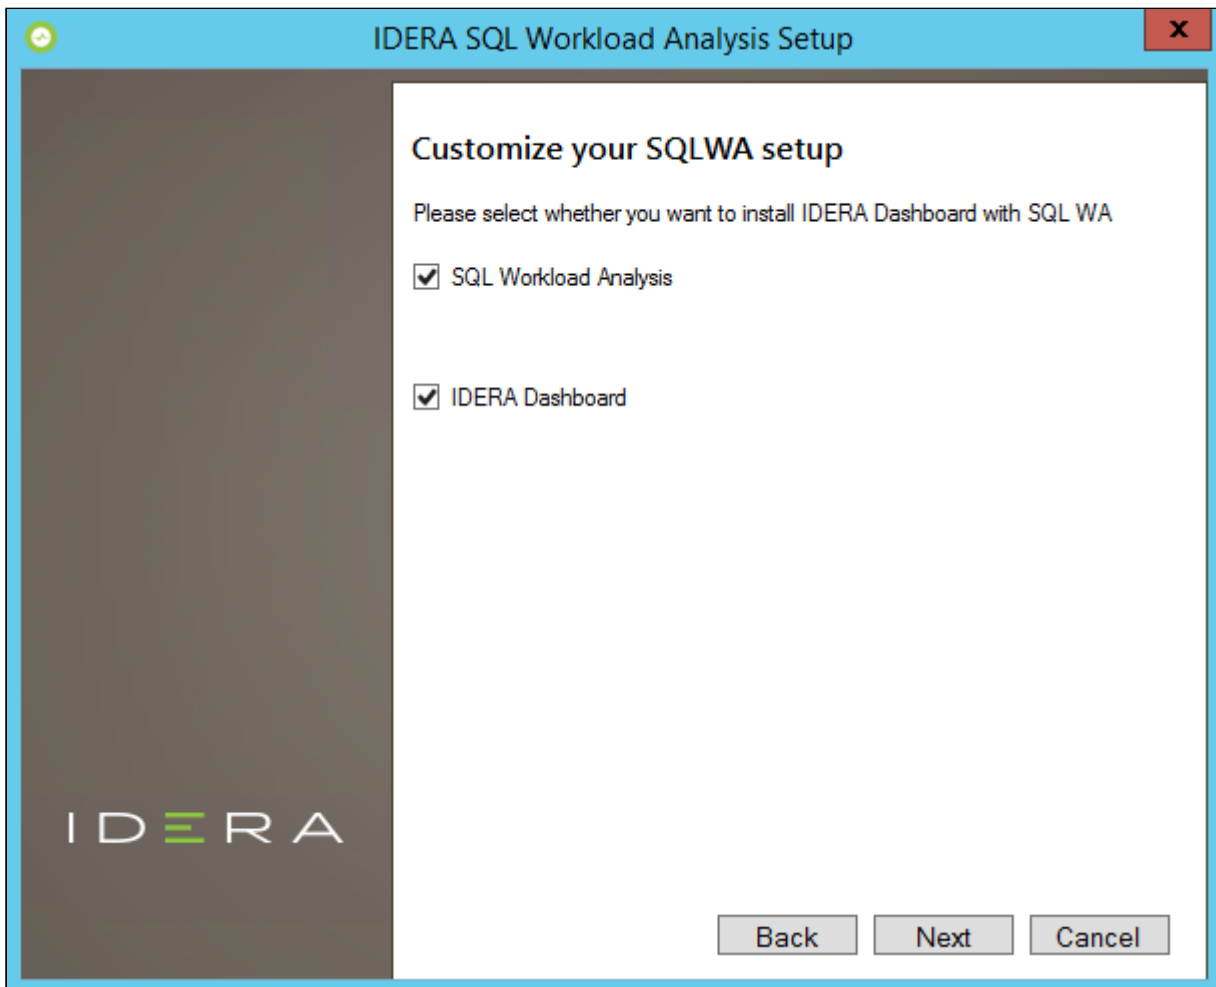 IDERA SQL Workload Analysis Setup
x
Customize your SQLWA setup
Please select whether you want to install IDERA Dashboard with SQL WA
SQL Workload Analysis
IDERA Dashboard
IDERA
Back Next Cancel